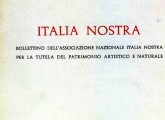 ITALIA NOSTRA
BOLLETTINO DELL'ASSOCIAZIONE NAZIONALE ITALIA NOSTRA
PER LA TUTELA DEL PATRIMONIO ARTISTICO E NATURALE